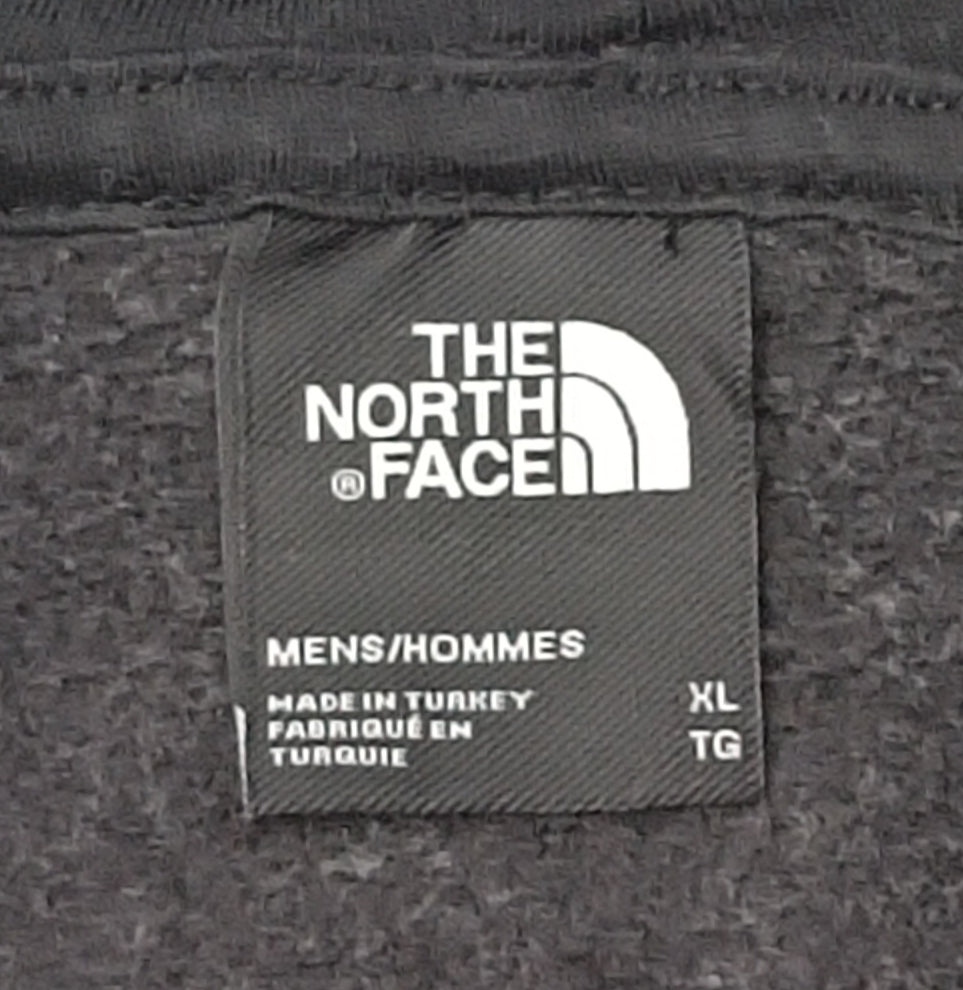 THE
NORTH
®FACE
MENS/HOMMES
MADE IN TURKEY
FABRIQUÉ EN
TURQUIE
XL
TG